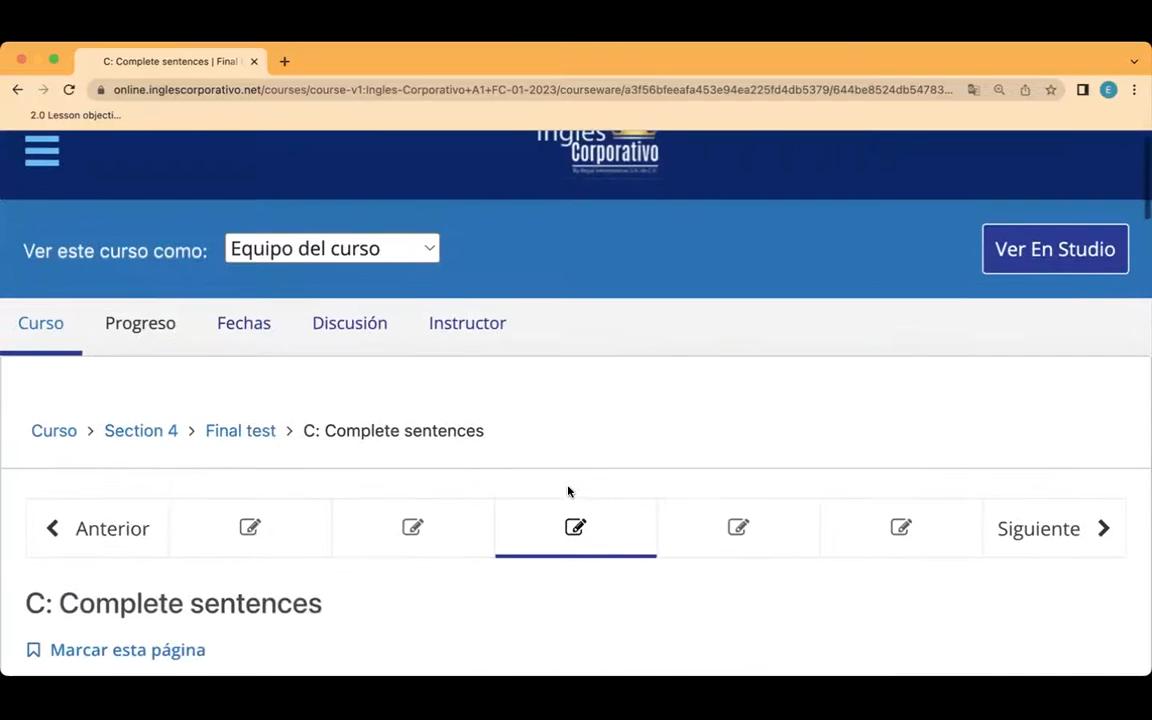 C: Complete sentences | Final
online.inglescorporativo.net/courses/course-v1:Ingles-Corporativo+A1+FC-01-2023/courseware/a3f56bfeeafa453e94ea225fd4db5379/644be8524db54783...
E
2.0 Lesson objecti...
Ingles
Corporativo
Ver este curso como:
Equipo del curso
Ver En Studio
Curso
Progreso
Fechas
Discusión
Instructor
Curso > Section 4 > Final test > C: Complete sentences
Anterior
Siguiente
C: Complete sentences
Marcar esta página